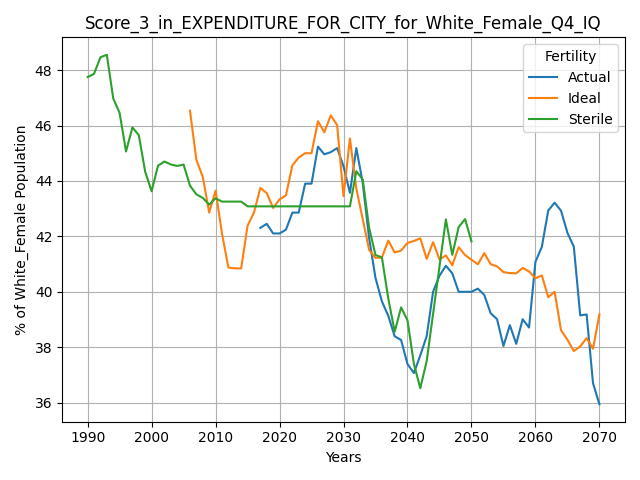 Score_3_in_EXPENDITURE_FOR_CITY_for_White_Female_Q4_IQ
Fertility
Actual
Ideal
Sterile
% of White_Female Population
48
46
44
42
40
38
36
1990 2000 2010 2020 2030 2040 2050 2060 2070
Years